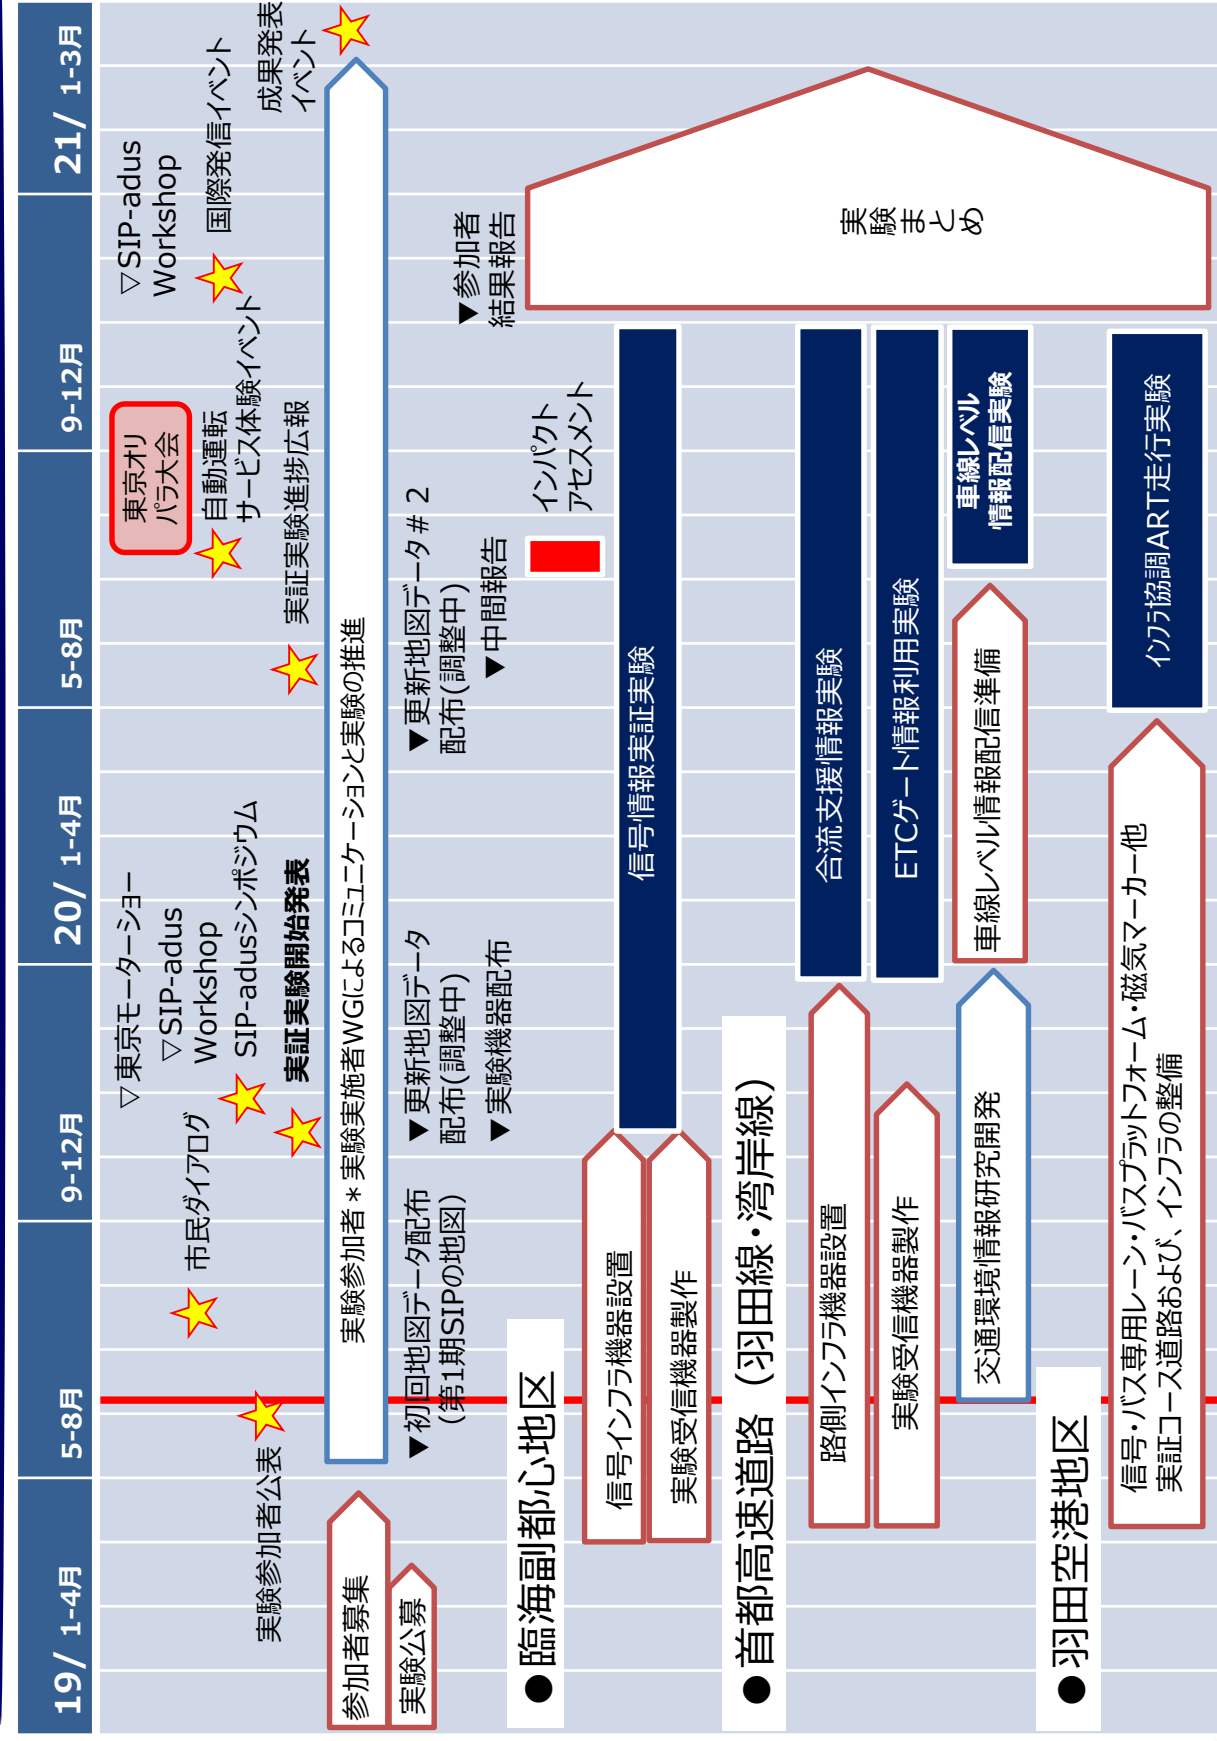 19/ 1-4月
5-8月
9-12月
20/ 1-4月
5-8月
9-12月
21/ 1-3月
▽東京モーターショー
東京オリ
パラ大会
▽SIP-adus
Workshop
市民ダイアログ
▽SIP-adus
Workshop
自動運転
サービス体験イベント
国際発信イベント
実験参加者公表
SIP-adusシンポジウム
実証実験開始発表
実証実験進捗広報
成果発表
イベント
参加者募集
実験参加者＊実験実施者WGによるコミュニケーションと実験の推進
実験公募
▼初回地図データ配布
（第1期SIPの地図）
▼更新地図データ
配布（調整中）
▼実験機器配布
▼更新地図データ＃2
配布（調整中）
▼中間報告
▼参加者
結果報告
●臨海副都心地区
インパクト
アセスメント
信号インフラ機器設置
実験受信機器製作
信号情報実証実験
実験まとめ
●首都高速道路（羽田線・湾岸線）
路側インフラ機器設置
合流支援情報実験
実験受信機器製作
ETCゲート情報利用実験
交通環境情報研究開発
車線レベル情報配信準備
車線レベル
情報配信実験
●羽田空港地区
信号・バス専用レーン・バスプラットフォーム・磁気マーカー他
実証コース道路および、インフラの整備
インフラ協調ART走行実験